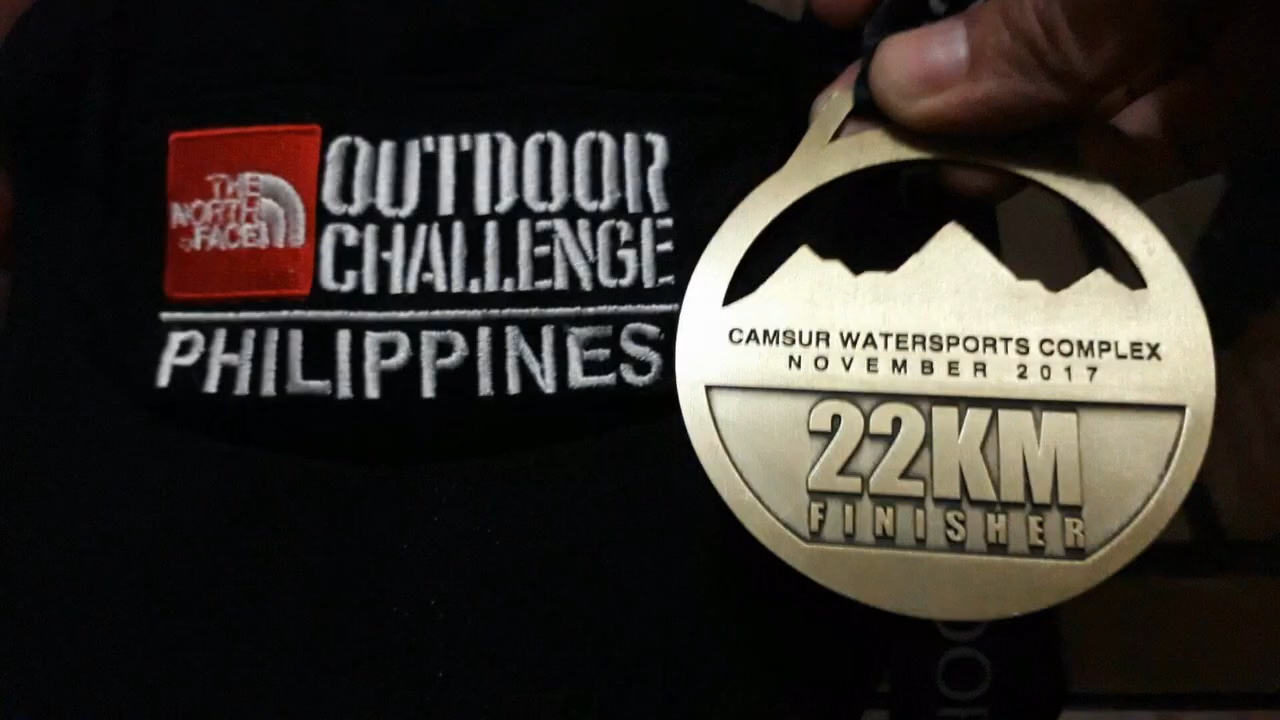 THE
NORTH
FACE
OUTDOOR
CHALLENGE
PHILIPPINES
CAMSUR WATERSPORTS COMPLEX
NOVEMBER 2017
22KM
FINISHER